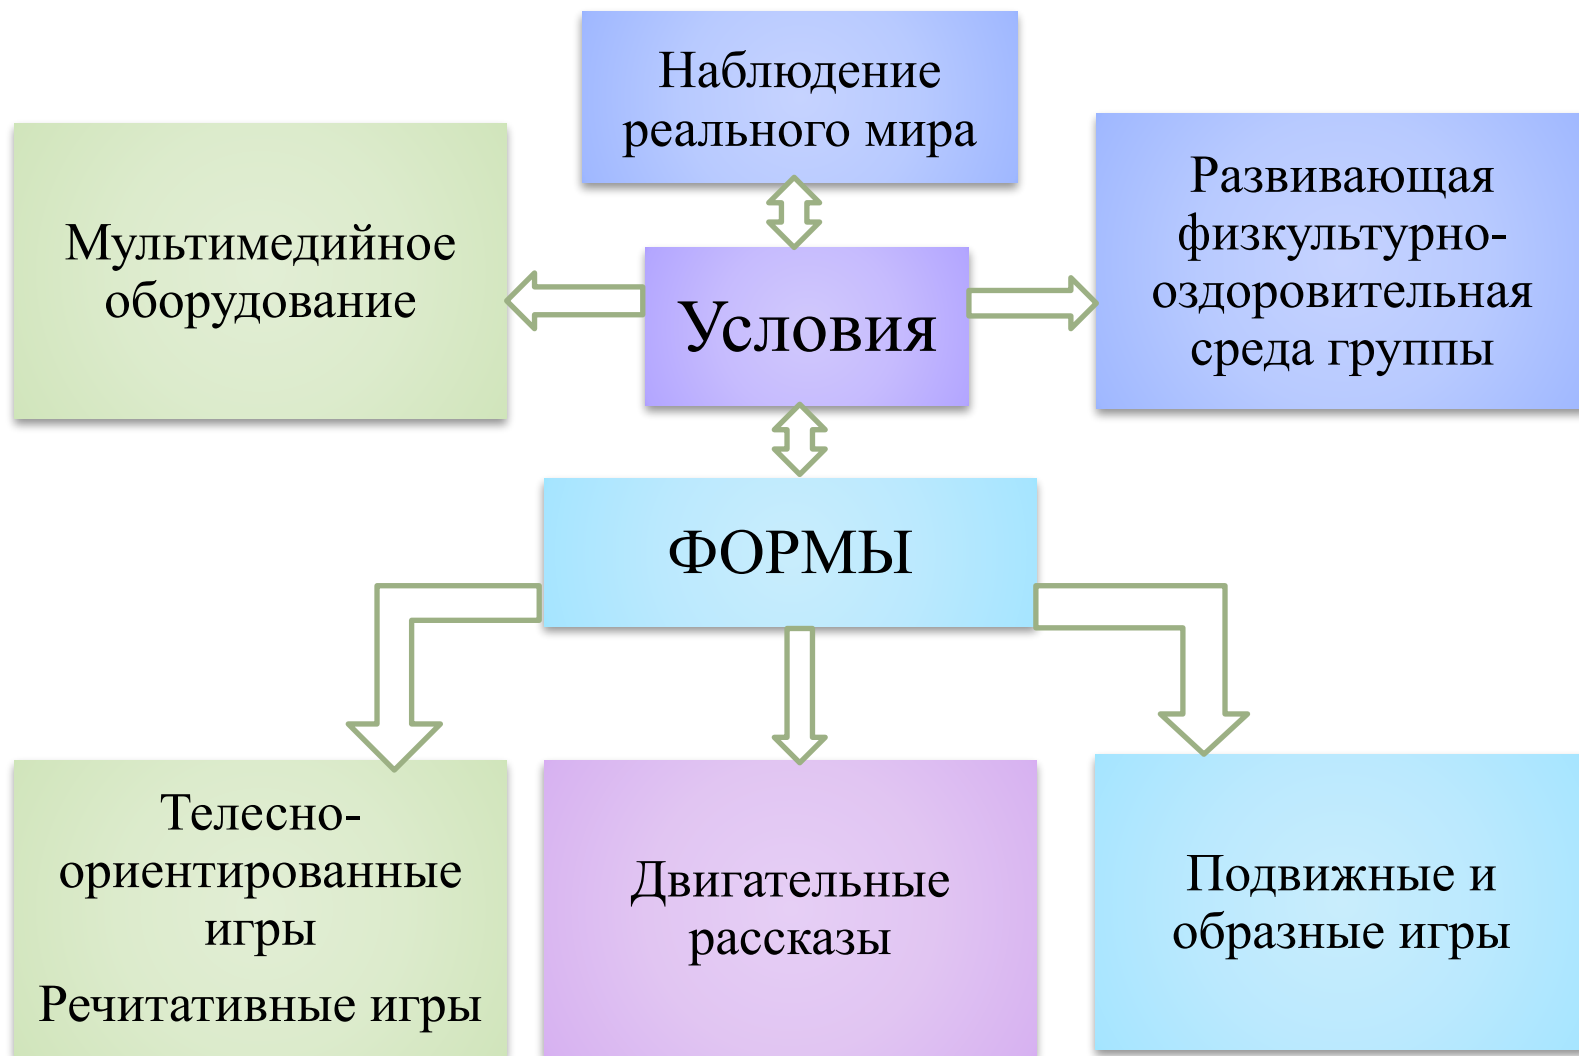 Наблюдение
реального мира
Мультимедийное
оборудование
Условия
Развивающая
физкультурно-
оздоровительная
среда группы
ФОРМЫ
Телесно-
ориентированные
игры
Речитативные игры
Двигательные
рассказы
Подвижные и
образные игры